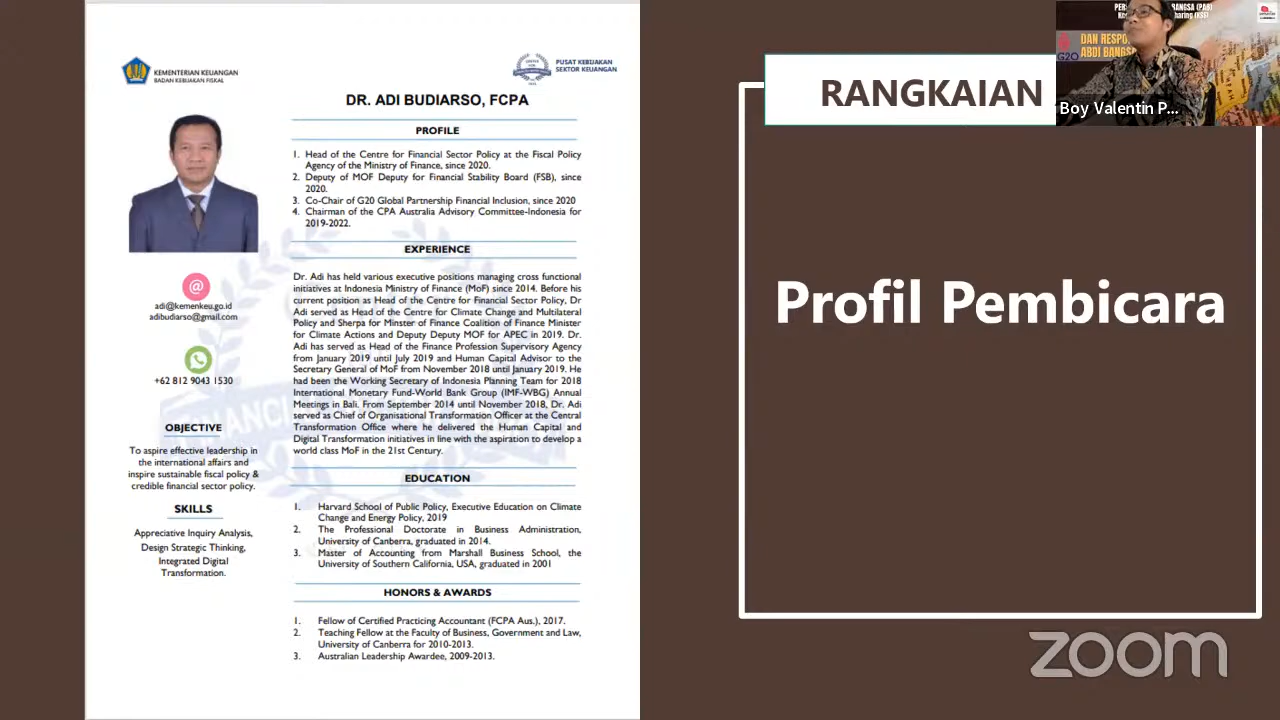 KEMENTERIAN KEUANGAN
BADAN KEBIJAKAN FISKAL
PUSAT KEBIJAKAN
SEKTOR KEUANGAN
DR. ADI BUDIARSO, FCPA
PROFILE
1. Head of the Centre for Financial Sector Policy at the Fiscal Policy
Agency of the Ministry of Finance, since 2020.
2. Deputy of MOF Deputy for Financial Stability Board (FSB), since
2020.
3. Co-Chair of G20 Global Partnership Financial Inclusion, since 2020
4. Chairman of the CPA Australia Advisory Committee-Indonesia for
2019-2022.
EXPERIENCE
Dr. Adi has held various executive positions managing cross functional
initiatives at Indonesia Ministry of Finance (MoF) since 2014. Before his
current position as Head of the Centre for Financial Sector Policy, Dr
Adi served as Head of the Centre for Climate Change and Multilateral
Policy and Sherpa for Minster of Finance Coalition of Finance Minister
for Climate Actions and Deputy Deputy MOF for APEC in 2019. Dr.
Adi has served as Head of the Finance Profession Supervisory Agency
from January 2019 until July 2019 and Human Capital Advisor to the
Secretary General of MoF from November 2018 until January 2019. He
had been the Working Secretary of Indonesia Planning Team for 2018
International Monetary Fund-World Bank Group (IMF-WBG) Annual
Meetings in Bali. From September 2014 until November 2018, Dr. Adi
served as Chief of Organisational Transformation Officer at the Central
Transformation Office where he delivered the Human Capital and
Digital Transformation initiatives in line with the aspiration to develop a
world class MoF in the 21st Century.
EDUCATION
1. Harvard School of Public Policy, Executive Education on Climate
Change and Energy Policy, 2019
2. The Professional Doctorate in Business Administration,
University of Canberra, graduated in 2014.
3. Master of Accounting from Marshall Business School, the
University of Southern California, USA, graduated in 2001
HONORS & AWARDS
1. Fellow of Certified Practicing Accountant (FCPA Aus.), 2017.
2. Teaching Fellow at the Faculty of Business, Government and Law,
University of Canberra for 2010-2013.
3. Australian Leadership Awardee, 2009-2013.
@
adi@kemenkeu.go.id
adibudiarso@gmail.com
+62 812 9043 1530
OBJECTIVE
To aspire effective leadership in
the international affairs and
inspire sustainable fiscal policy &
credible financial sector policy.
SKILLS
Appreciative Inquiry Analysis,
Design Strategic Thinking,
Integrated Digital
Transformation.
RANGKAIAN
Profil Pembicara
DAN RESPO
ABDI BANGS
G20
Boy Valentin P...
zoom